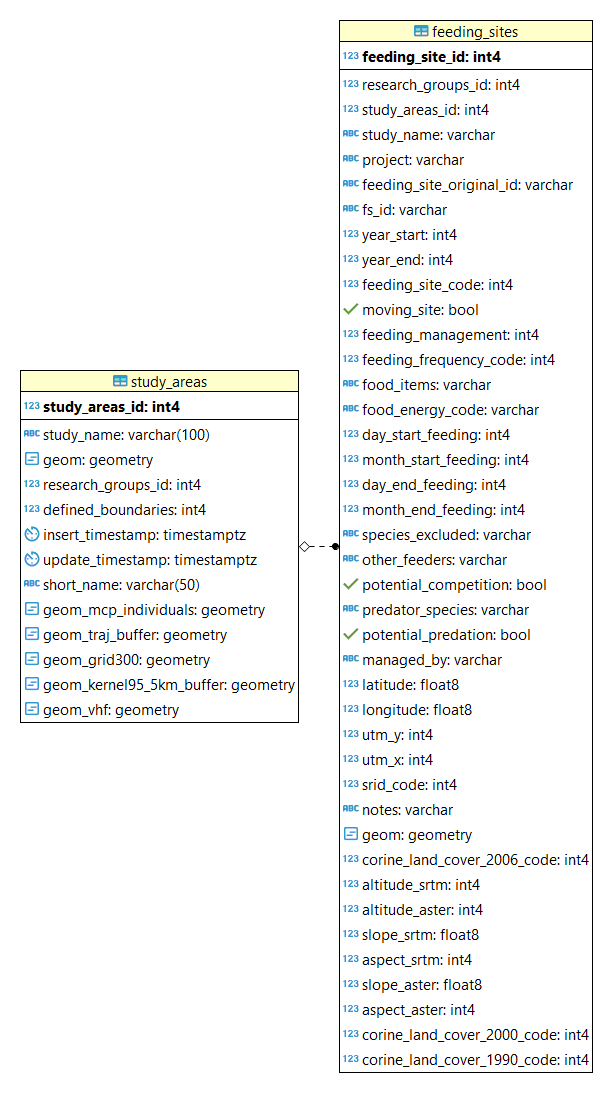 feeding_sites
123 feeding_site_id: int4
123 research_groups_id: int4
123 study_areas_id: int4
ABC study_name: varchar
ABC project: varchar
ABC feeding_site_original_id: varchar
ABC fs_id: varchar
123 year_start: int4
123 year_end: int4
123 feeding_site_code: int4
moving_site: bool
123 feeding_management: int4
123 feeding_frequency_code: int4
ABC food_items: varchar
ABC food_energy_code: varchar
123 day_start_feeding: int4
123 month_start_feeding: int4
123 day_end_feeding: int4
123 month_end_feeding: int4
ABC species_excluded: varchar
ABC other_feeders: varchar
potential_competition: bool
ABC predator_species: varchar
potential_predation: bool
ABC managed_by: varchar
123 latitude: float8
123 longitude: float8
123 utm_y: int4
123 utm_x: int4
123 srid_code: int4
ABC notes: varchar
geom: geometry
123 corine_land_cover_2006_code: int4
123 altitude_srtm: int4
123 altitude_aster: int4
123 slope_srtm: float8
123 aspect_srtm: int4
123 slope_aster: float8
123 aspect_aster: int4
123 corine_land_cover_2000_code: int4
123 corine_land_cover_1990_code: int4
study_areas
123 study_areas_id: int4
ABC study_name: varchar(100)
geom: geometry
123 research_groups_id: int4
123 defined_boundaries: int4
insert_timestamp: timestamptz
update_timestamp: timestamptz
ABC short_name: varchar(50)
geom_mcp_individuals: geometry
geom_traj_buffer: geometry
geom_grid300: geometry
geom_kernel95_5km_buffer: geometry
geom_vhf: geometry